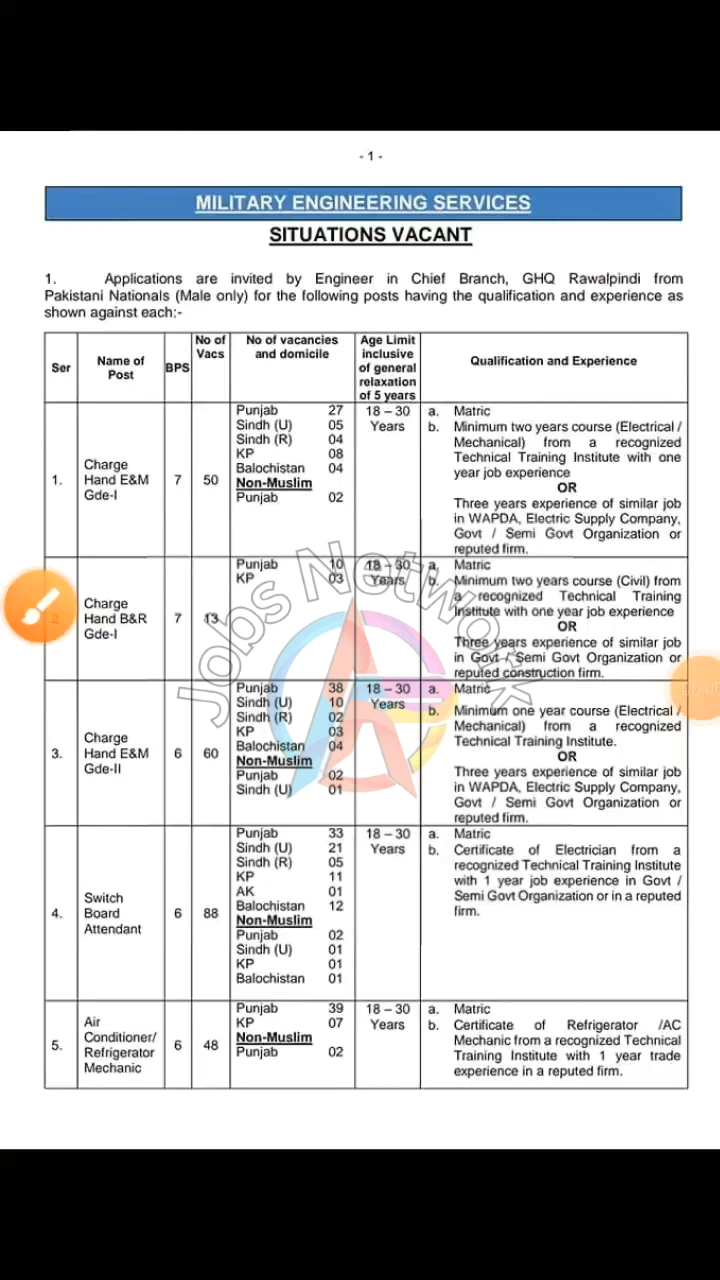 - 1 -
MILITARY ENGINEERING SERVICES
SITUATIONS VACANT
1. Applications are invited by Engineer in Chief Branch, GHQ Rawalpindi from
Pakistani Nationals (Male only) for the following posts having the qualification and experience as
shown against each:-
Ser
Name of
Post
BPS
No of
Vacs
No of vacancies
and domicile
Age Limit
inclusive
of general
relaxation
of 5 years
Qualification and Experience
1.
Charge
Hand E&M
Gde-I
7
50
Punjab 27
Sindh (U) 05
Sindh (R) 04
KP 08
Balochistan 04
Non-Muslim
Punjab 02
18 – 30
Years
a. Matric
b. Minimum two years course (Electrical /
Mechanical) from a recognized
Technical Training Institute with one
year job experience
OR
Three years experience of similar job
in WAPDA, Electric Supply Company,
Govt / Semi Govt Organization or
reputed firm.
Charge
Hand B&R
Gde-I
7
13
Punjab 10
KP 03
18 – 30
Years
a. Matric
b. Minimum two years course (Civil) from
a recognized Technical Training
Institute with one year job experience
OR
Three years experience of similar job
in Govt / Semi Govt Organization or
reputed construction firm.
3.
Charge
Hand E&M
Gde-II
6
60
Punjab 38
Sindh (U) 10
Sindh (R) 02
KP 03
Balochistan 04
Non-Muslim
Punjab 02
Sindh (U) 01
18 – 30
Years
a. Matric
b. Minimum one year course (Electrical /
Mechanical) from a recognized
Technical Training Institute.
OR
Three years experience of similar job
in WAPDA, Electric Supply Company,
Govt / Semi Govt Organization or
reputed firm.
4.
Switch
Board
Attendant
6
88
Punjab 33
Sindh (U) 21
Sindh (R) 05
KP 11
AK 01
Balochistan 12
Non-Muslim
Punjab 02
Sindh (U) 01
KP 01
Balochistan 01
18 – 30
Years
a. Matric
b. Certificate of Electrician from a
recognized Technical Training Institute
with 1 year job experience in Govt /
Semi Govt Organization or in a reputed
firm.
5.
Air
Conditioner/
Refrigerator
Mechanic
6
48
Punjab 39
KP 07
Non-Muslim
Punjab 02
18 – 30
Years
a. Matric
b. Certificate of Refrigerator /AC
Mechanic from a recognized Technical
Training Institute with 1 year trade
experience in a reputed firm.
Jobs Network